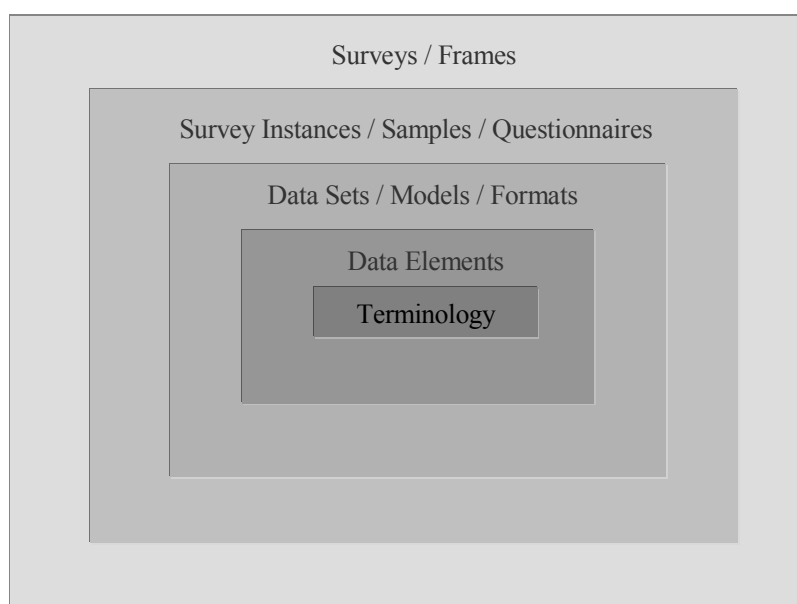 Surveys / Frames
Survey Instances / Samples / Questionnaires
Data Sets / Models / Formats
Data Elements
Terminology